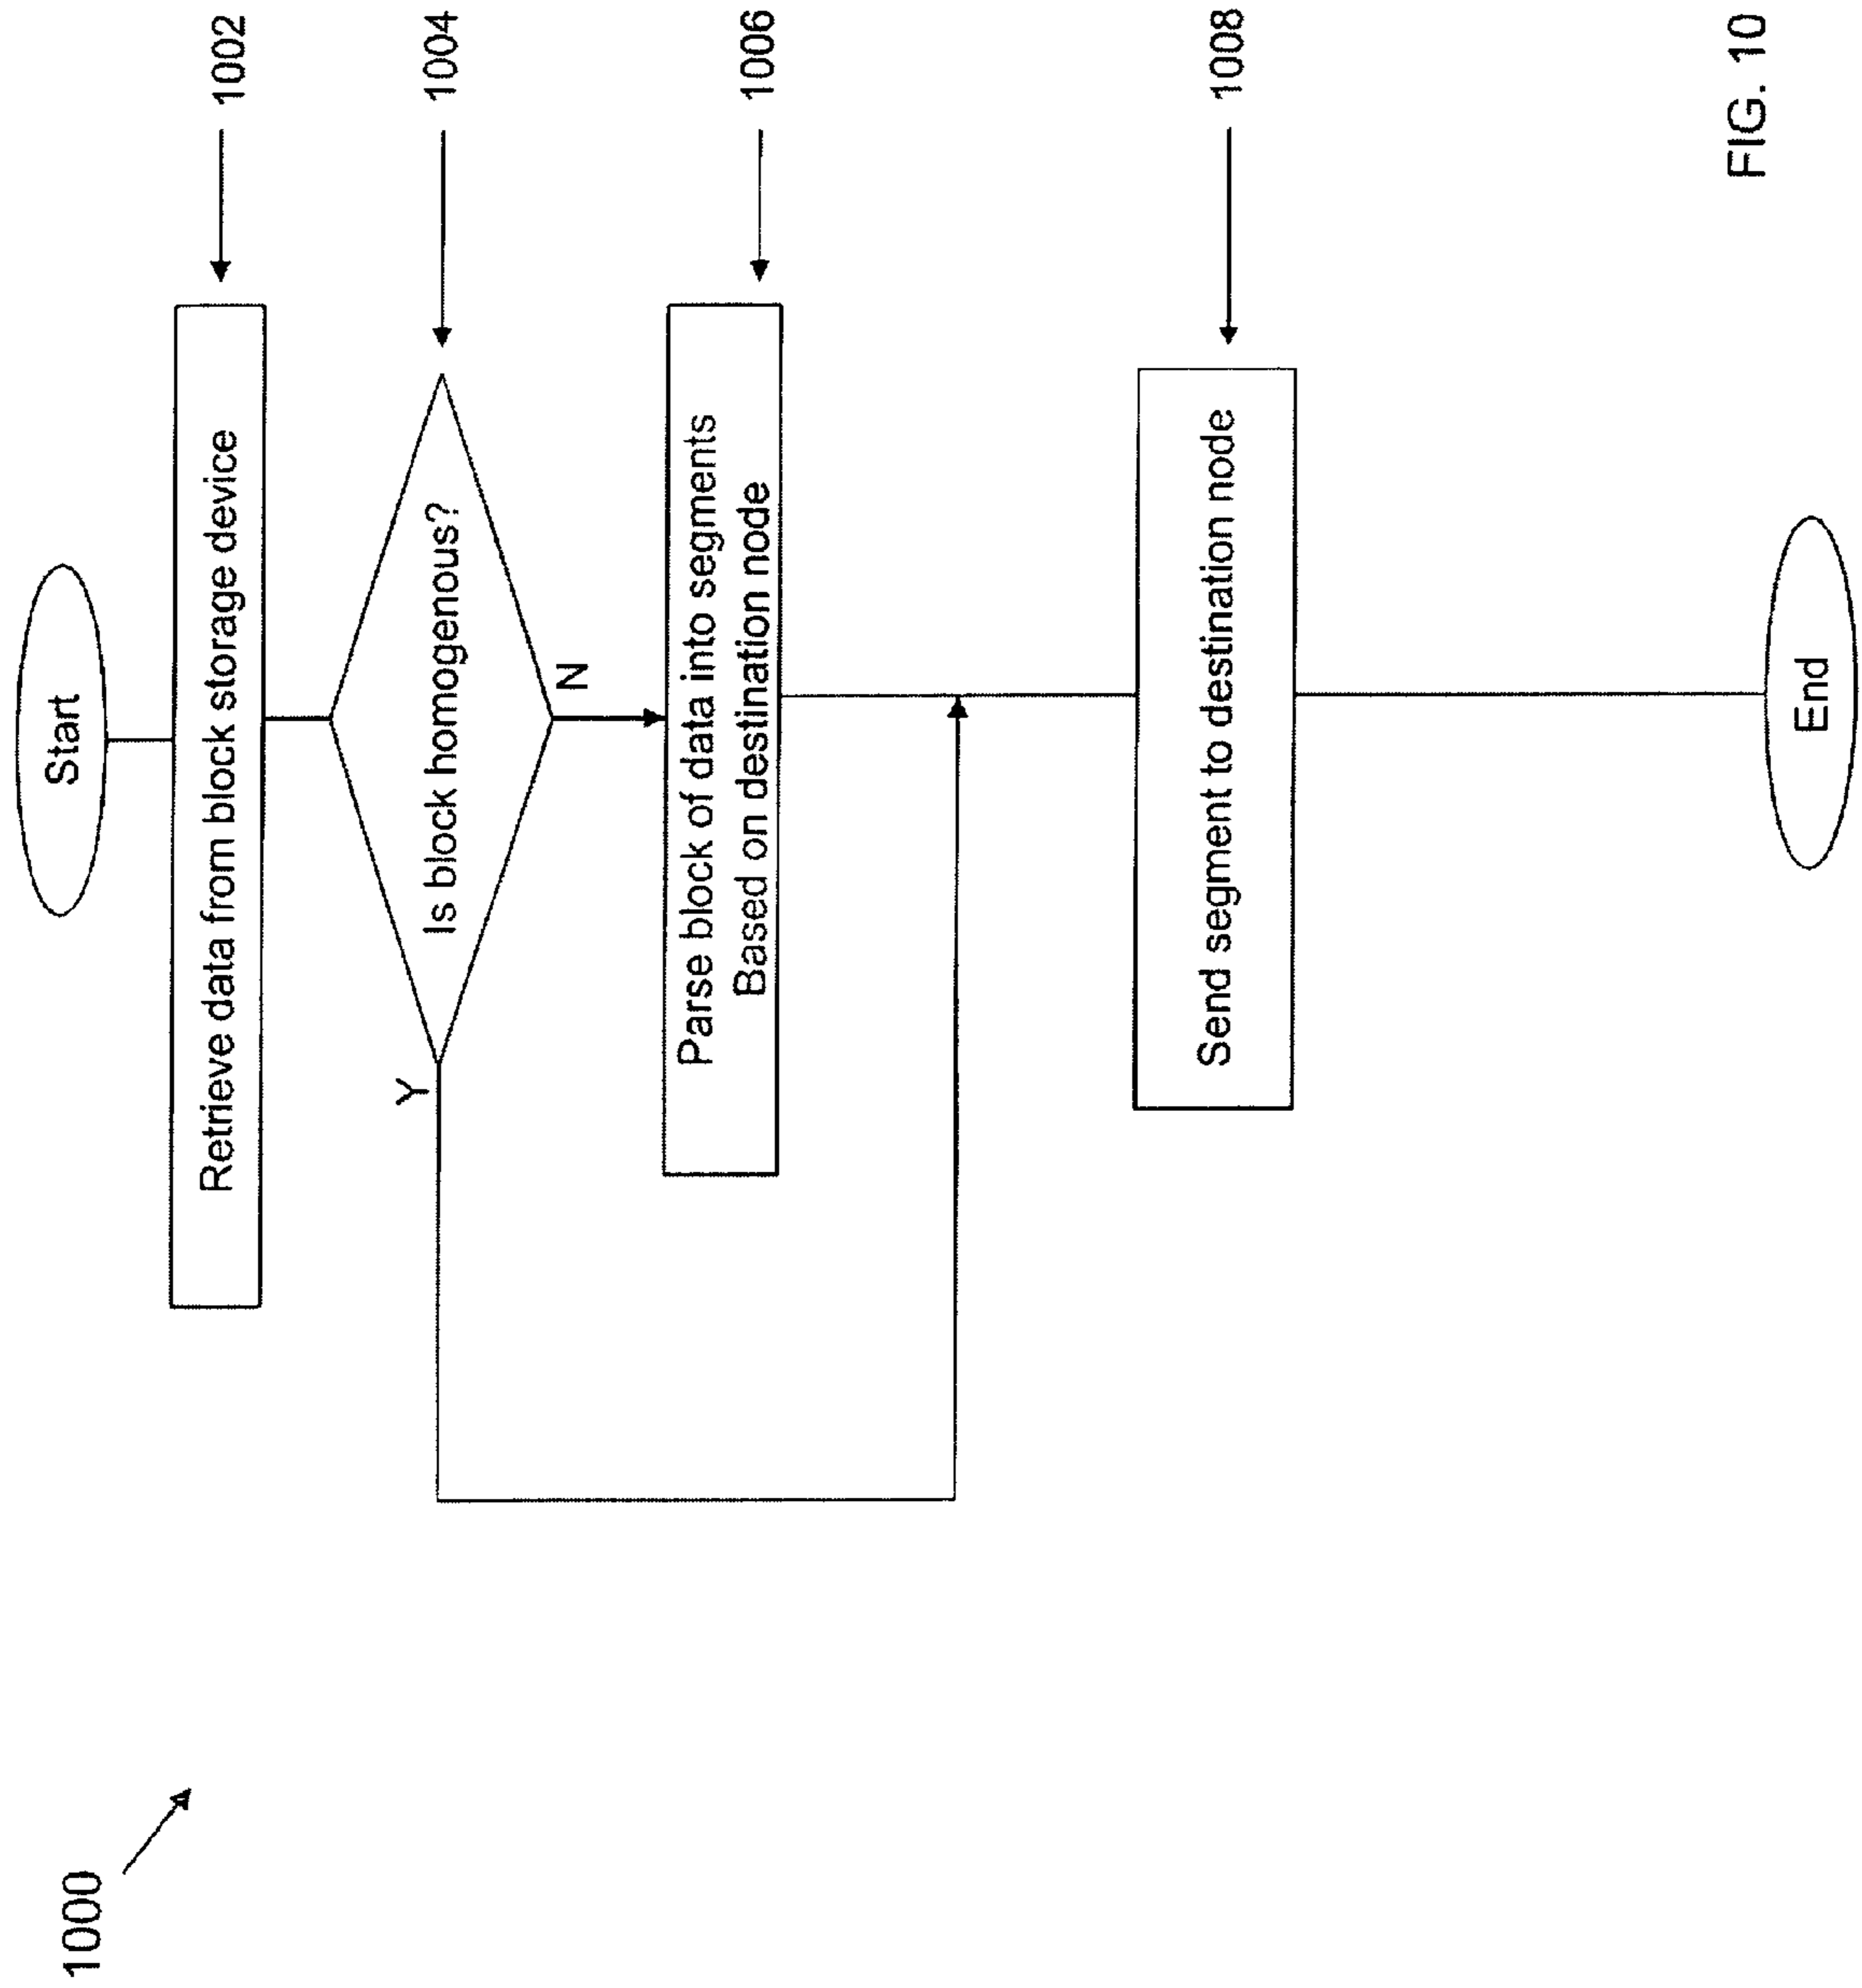 1000
Start
Retrieve data from block storage device
1002
Is block homogenous?
1004
Y
N
Parse block of data into segments
Based on destination node
1006
Send segment to destination node
1008
End
FIG. 10